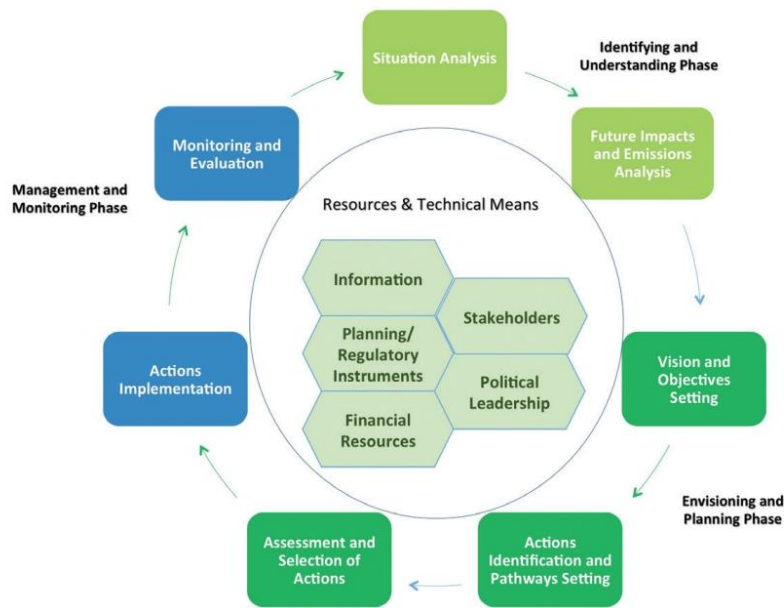 Situation Analysis
Identifying and
Understanding Phase
Future Impacts
and Emissions
Analysis
Vision and
Objectives
Setting
Envisioning and
Planning Phase
Actions
Identification and
Pathways Setting
Assessment and
Selection of
Actions
Actions
Implementation
Management and
Monitoring Phase
Monitoring and
Evaluation
Resources & Technical Means
Information
Stakeholders
Planning/
Regulatory
Instruments
Political
Leadership
Financial
Resources